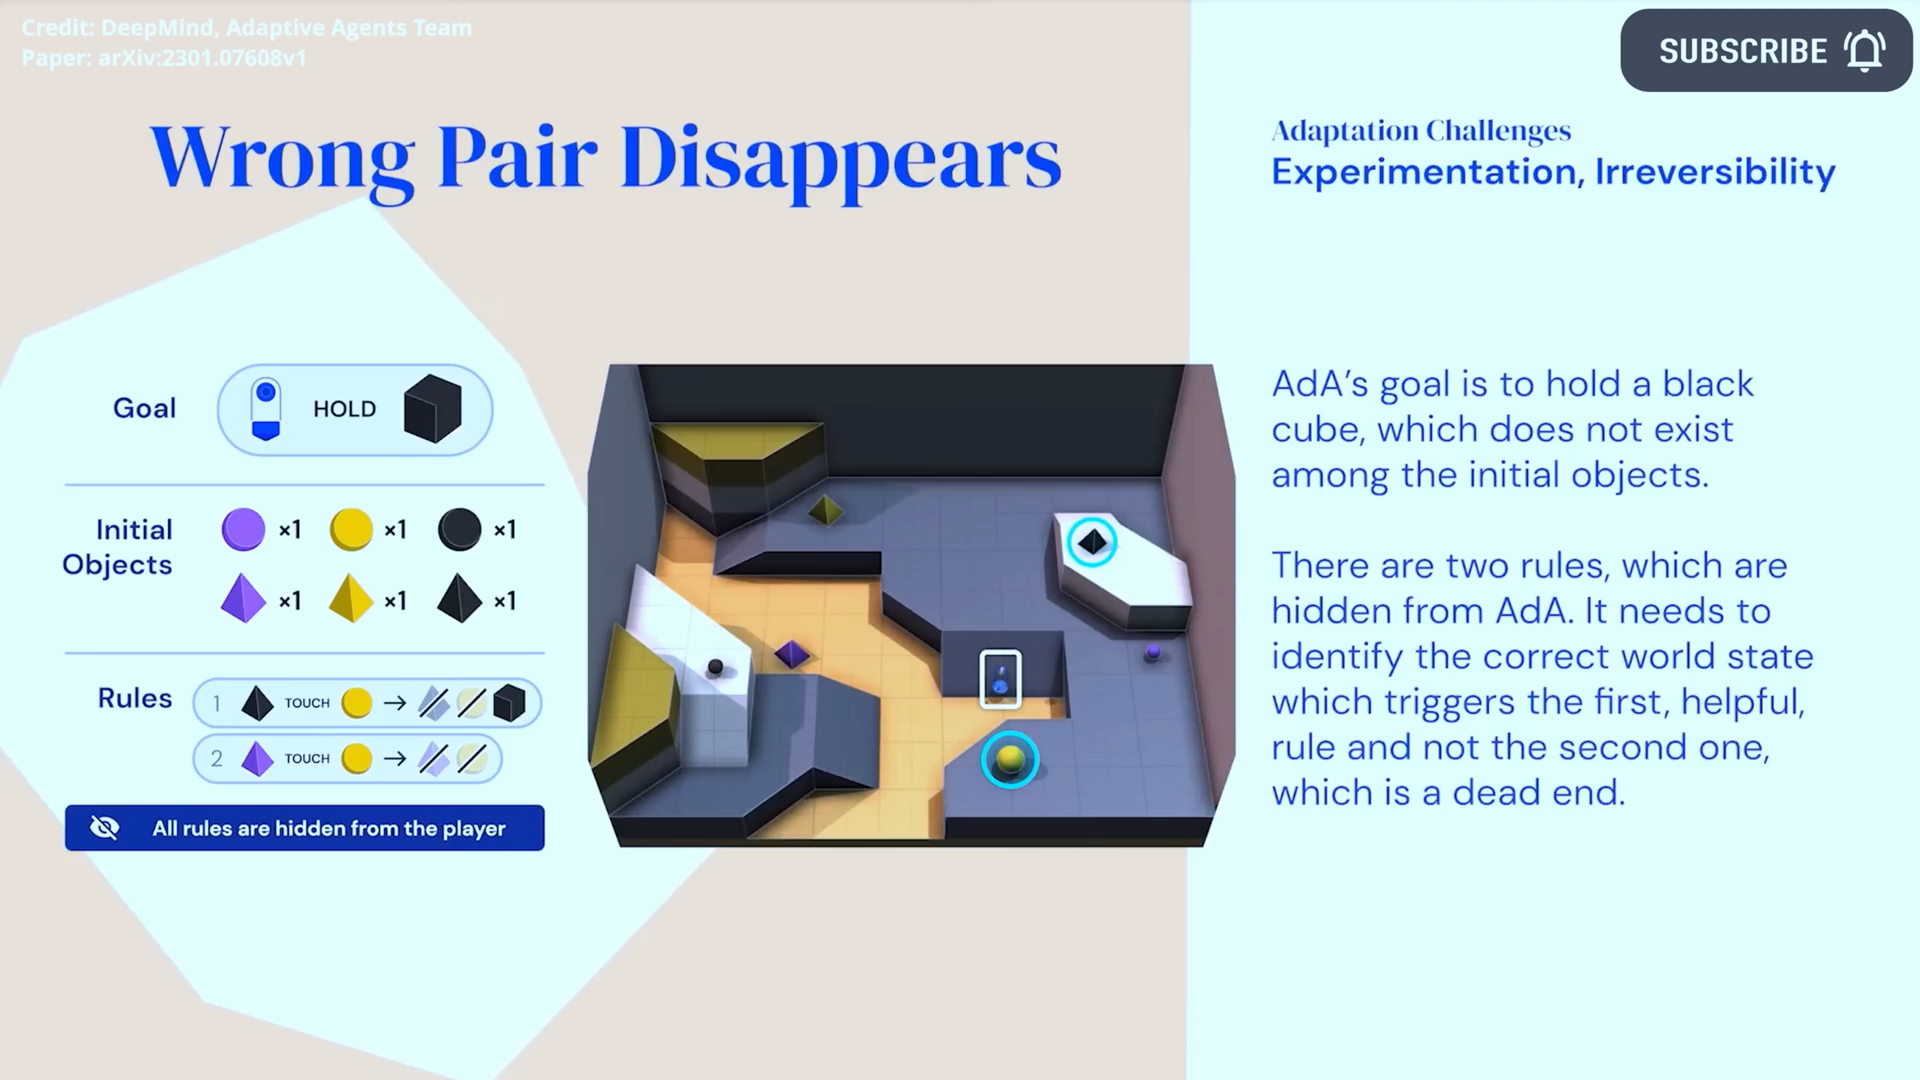 Credit: DeepMind, Adaptive Agents Team
Paper: arXiv:2301.07608v1
SUBSCRIBE
Wrong Pair Disappears
Adaptation Challenges
Experimentation, Irreversibility
Goal
HOLD
Initial
Objects
×1 ×1 ×1
×1 ×1 ×1
Rules
1 TOUCH →
2 TOUCH →
All rules are hidden from the player
AdA’s goal is to hold a black
cube, which does not exist
among the initial objects.
There are two rules, which are
hidden from AdA. It needs to
identify the correct world state
which triggers the first, helpful,
rule and not the second one,
which is a dead end.